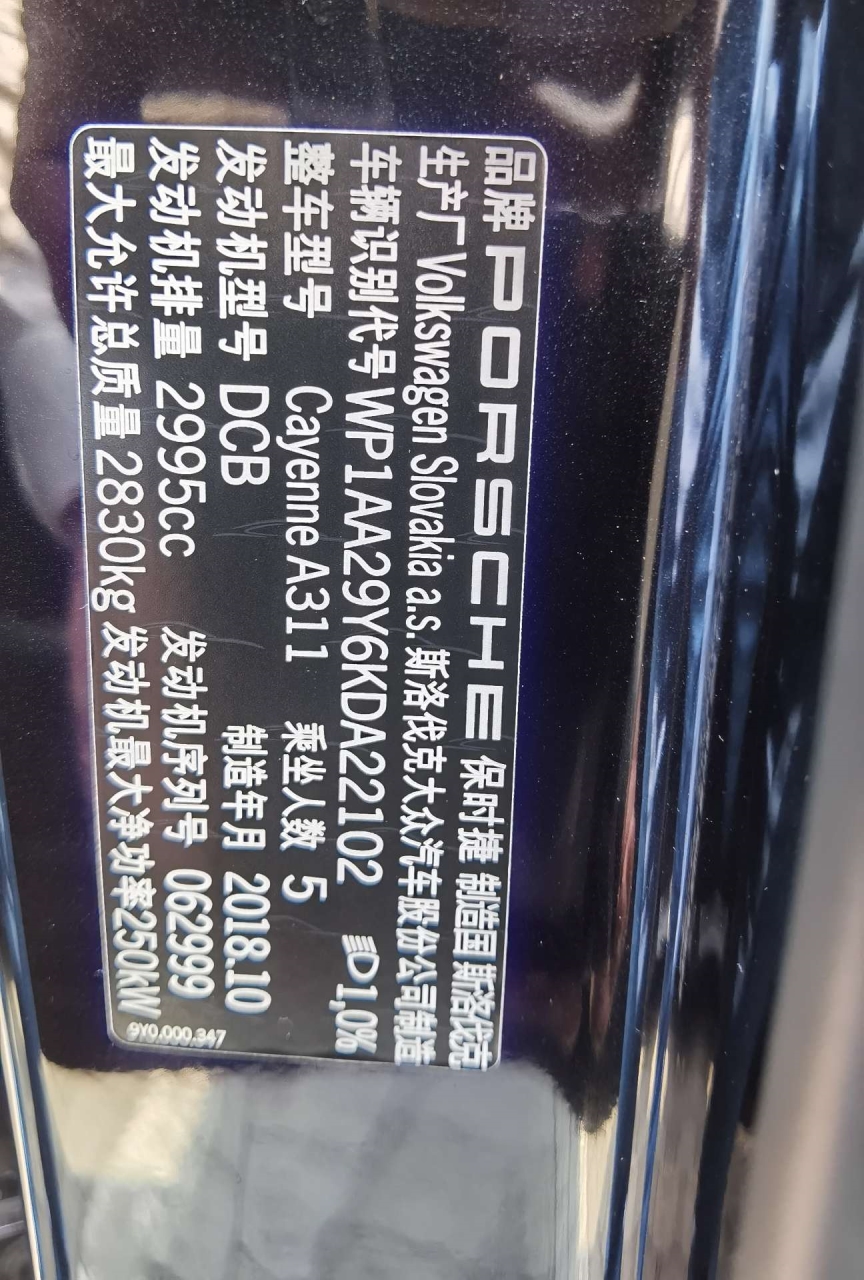 品牌 PORSCHE 保时捷 制造国 斯洛伐克
生产厂 Volkswagen Slovakia a.s. 斯洛伐克大众汽车股份公司制造
车辆识别代号 WP1AA29Y6KDA22102 1,0%
整车型号 Cayenne A311 乘坐人数 5
发动机型号 DCB 制造年月 2018.10
发动机排量 2995cc 发动机序列号 062999
最大允许总质量 2830kg 发动机最大净功率250kW
9Y0.000.347